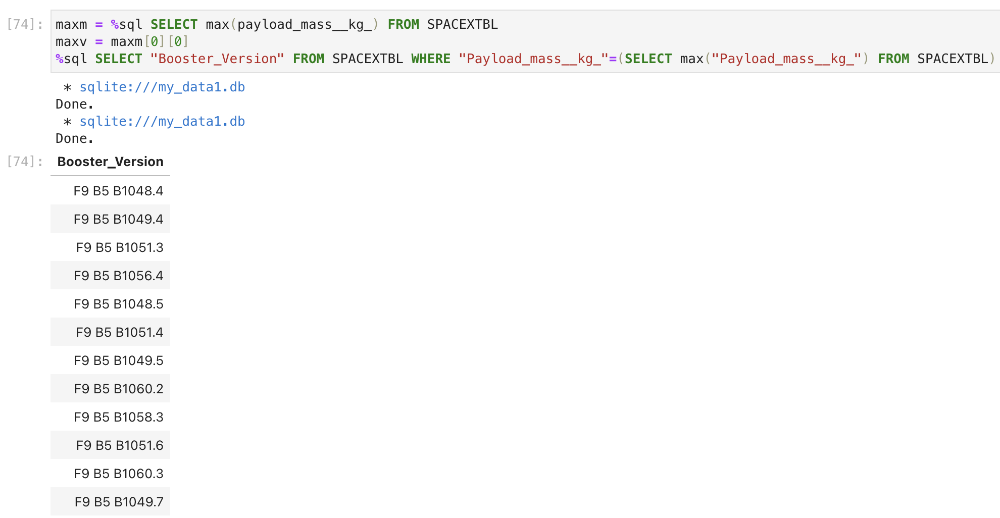 [74]: maxm = %sql SELECT max(payload_mass__kg_) FROM SPACEXTBL
maxv = maxm[0][0]
%sql SELECT "Booster_Version" FROM SPACEXTBL WHERE "Payload_mass__kg_"=(SELECT max("Payload_mass__kg_") FROM SPACEXTBL)
* sqlite:///my_data1.db
Done.
* sqlite:///my_data1.db
Done.
[74]: Booster_Version
F9 B5 B1048.4
F9 B5 B1049.4
F9 B5 B1051.3
F9 B5 B1056.4
F9 B5 B1048.5
F9 B5 B1051.4
F9 B5 B1049.5
F9 B5 B1060.2
F9 B5 B1058.3
F9 B5 B1051.6
F9 B5 B1060.3
F9 B5 B1049.7